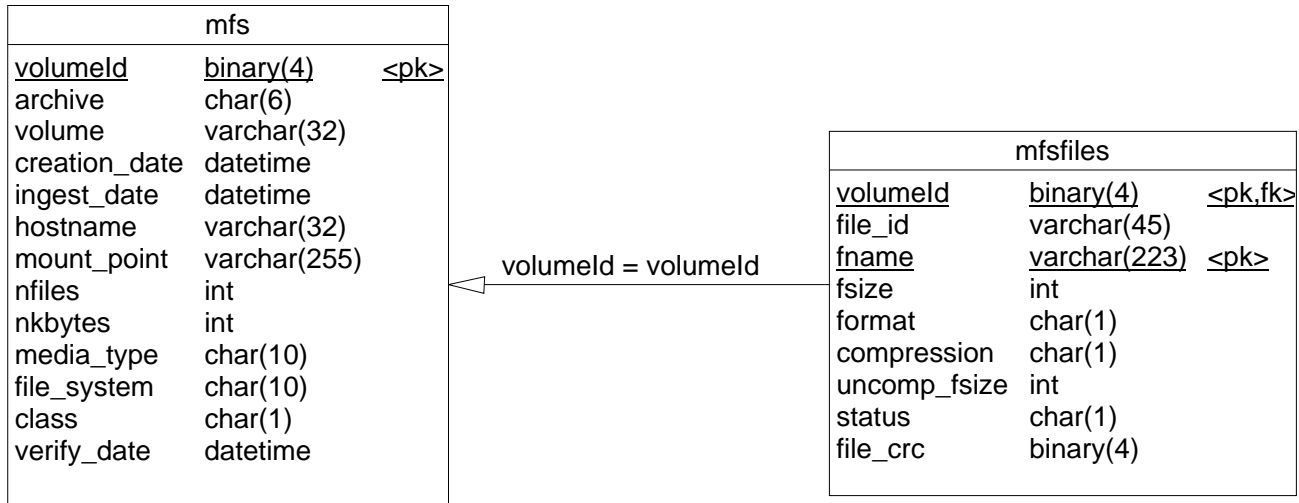 mfs
volumeId binary(4) <pk>
archive char(6)
volume varchar(32)
creation_date datetime
ingest_date datetime
hostname varchar(32)
mount_point varchar(255)
nfiles int
nkbytes int
media_type char(10)
file_system char(10)
class char(1)
verify_date datetime
volumeId = volumeId
mfsfiles
volumeId binary(4) <pk,fk>
file_id varchar(45)
fname varchar(223) <pk>
fsize int
format char(1)
compression char(1)
uncomp_fsize int
status char(1)
file_crc binary(4)